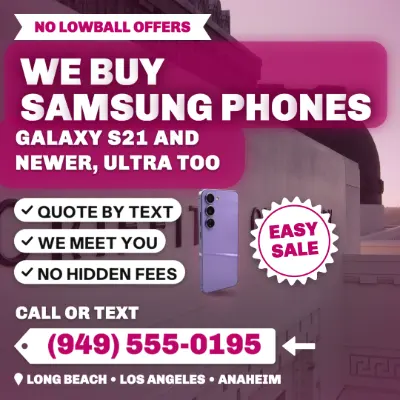 NO LOWBALL OFFERS
WE BUY
SAMSUNG PHONES
GALAXY S21 AND
NEWER, ULTRA TOO
QUOTE BY TEXT
WE MEET YOU
NO HIDDEN FEES
EASY
SALE
CALL OR TEXT
(949) 555-0195
LONG BEACH • LOS ANGELES • ANAHEIM